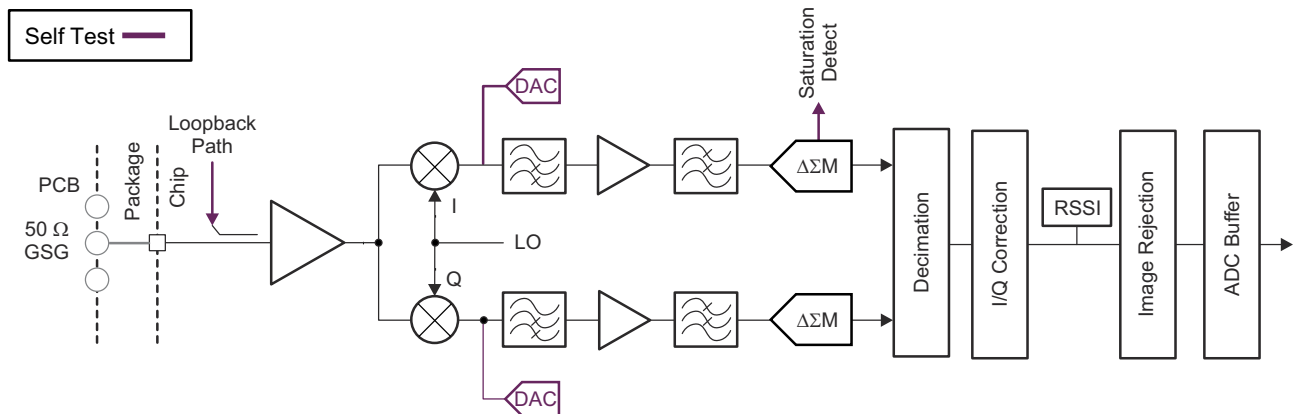 Self Test
Saturation
Detect
DAC
Loopback
Path
PCB
Package
Chip
50 Ω
GSG
I
LO
Q
ΔΣM
ΔΣM
DAC
Decimation
I/Q Correction
RSSI
Image Rejection
ADC Buffer